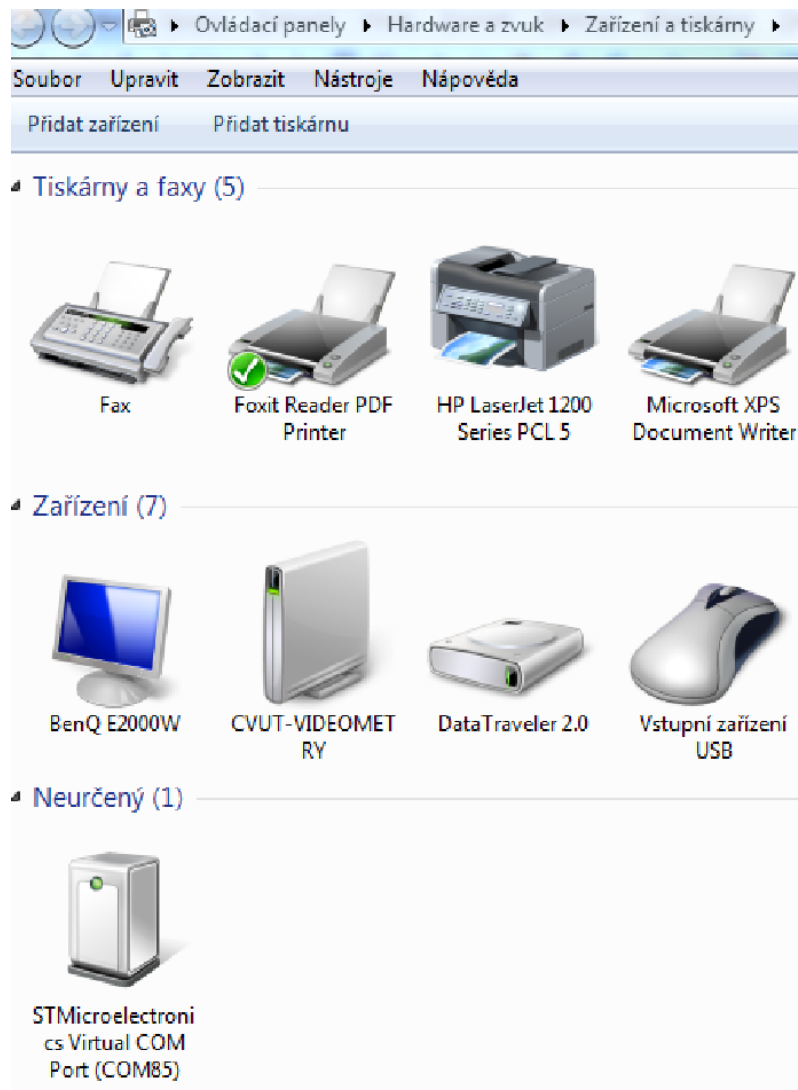 Ovládací panely Hardware a zvuk Zařízení a tiskárny
Soubor Upravit Zobrazit Nástroje Nápověda
Přidat zařízení Přidat tiskárnu
Tiskárny a faxy (5)
Fax
Foxit Reader PDF
Printer
HP LaserJet 1200
Series PCL 5
Microsoft XPS
Document Writer
Zařízení (7)
BenQ E2000W
CVUT-VIDEOMET
RY
DataTraveler 2.0
Vstupní zařízení
USB
Neurčený (1)
STMicroelectroni
cs Virtual COM
Port (COM85)